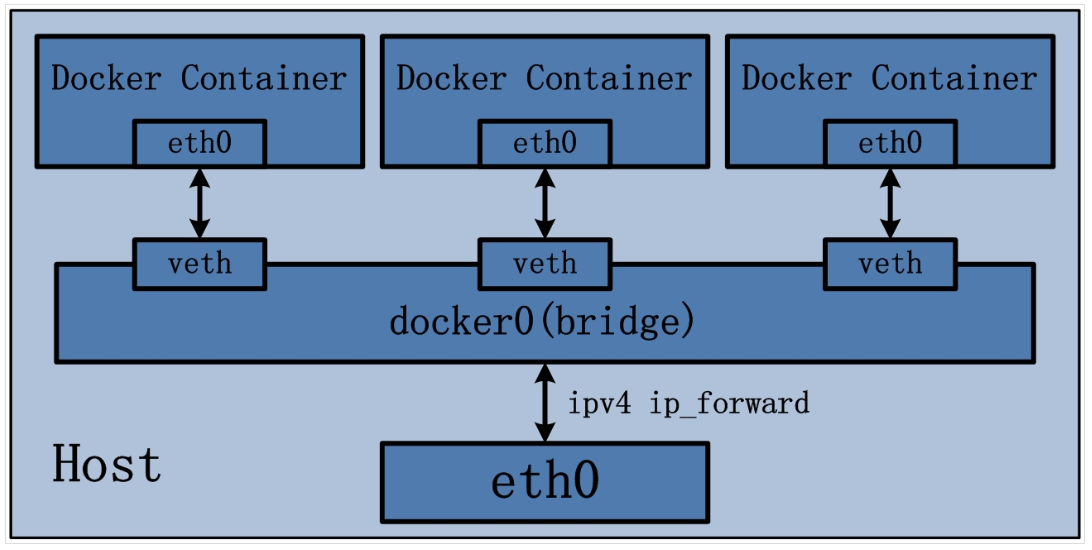 Docker Container
Docker Container
Docker Container
eth0
eth0
eth0
veth
veth
veth
docker0(bridge)
ipv4 ip_forward
Host
eth0